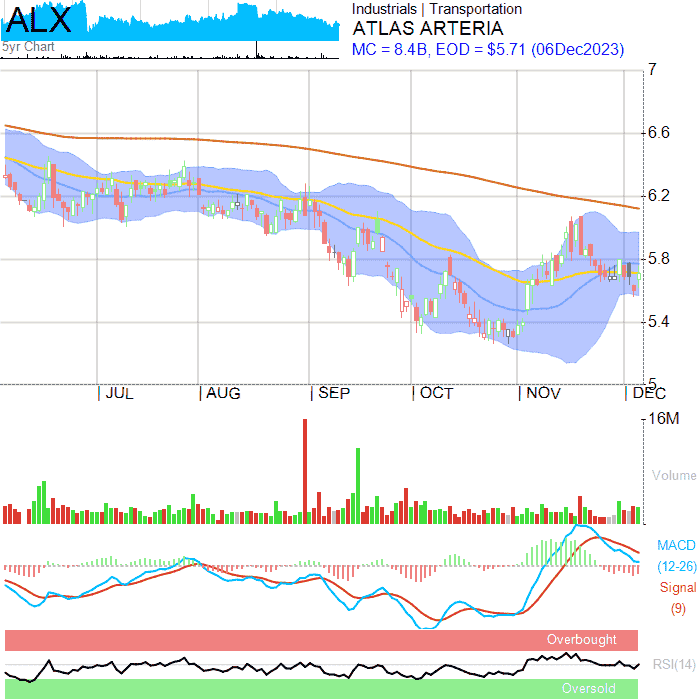 ALX
5yr Chart
Industrials | Transportation
ATLAS ARTERIA
MC = 8.4B, EOD = $5.71 (06Dec2023)
7
6.6
6.2
5.8
5.4
5
JUL AUG SEP OCT NOV DEC
16M
Volume
MACD
(12-26)
Signal
(9)
Overbought
RSI(14)
Oversold